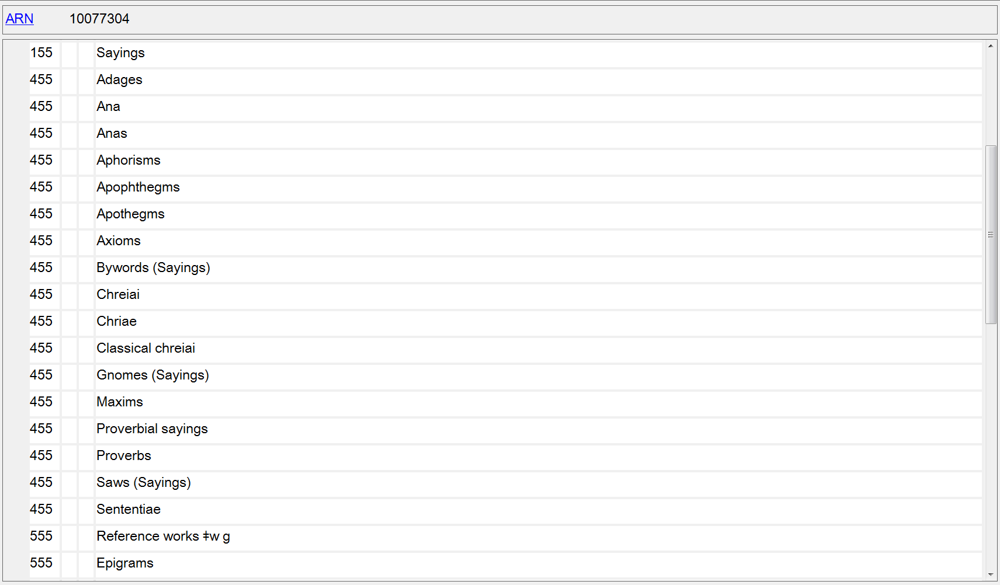 ARN 10077304
155 Sayings
455 Adages
455 Ana
455 Anas
455 Aphorisms
455 Apophthegms
455 Apothegms
455 Axioms
455 Bywords (Sayings)
455 Chreiai
455 Chriae
455 Classical chreiai
455 Gnomes (Sayings)
455 Maxims
455 Proverbial sayings
455 Proverbs
455 Saws (Sayings)
455 Sententiae
555 Reference works ǂw g
555 Epigrams